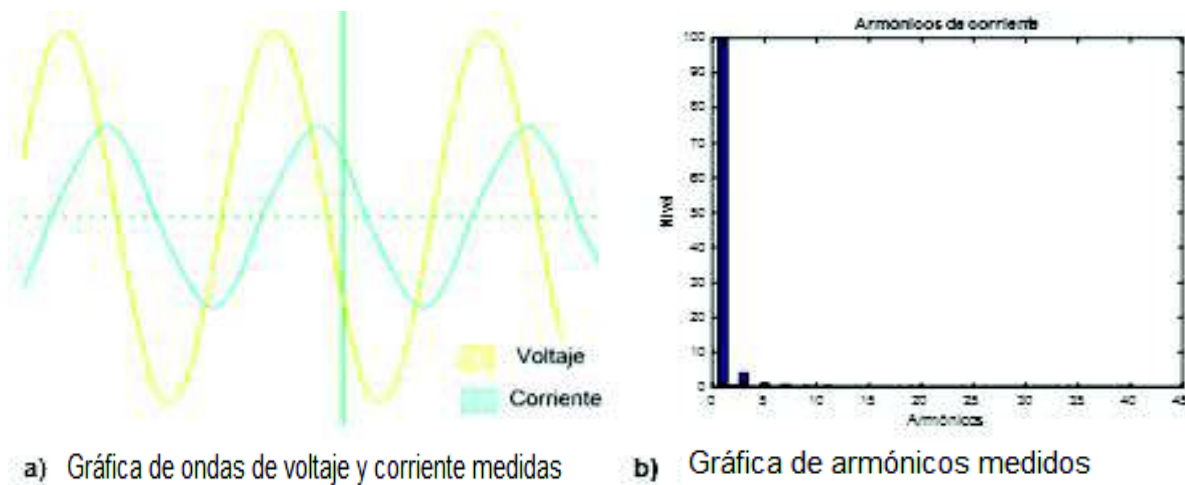 Voltaje
Corriente
a) Gráfica de ondas de voltaje y corriente medidas
Armónicos de corriente
Nivel
100
90
80
70
60
50
40
30
20
10
0
0 5 10 15 20 25 30 35 40 45
Armónicos
b) Gráfica de armónicos medidos